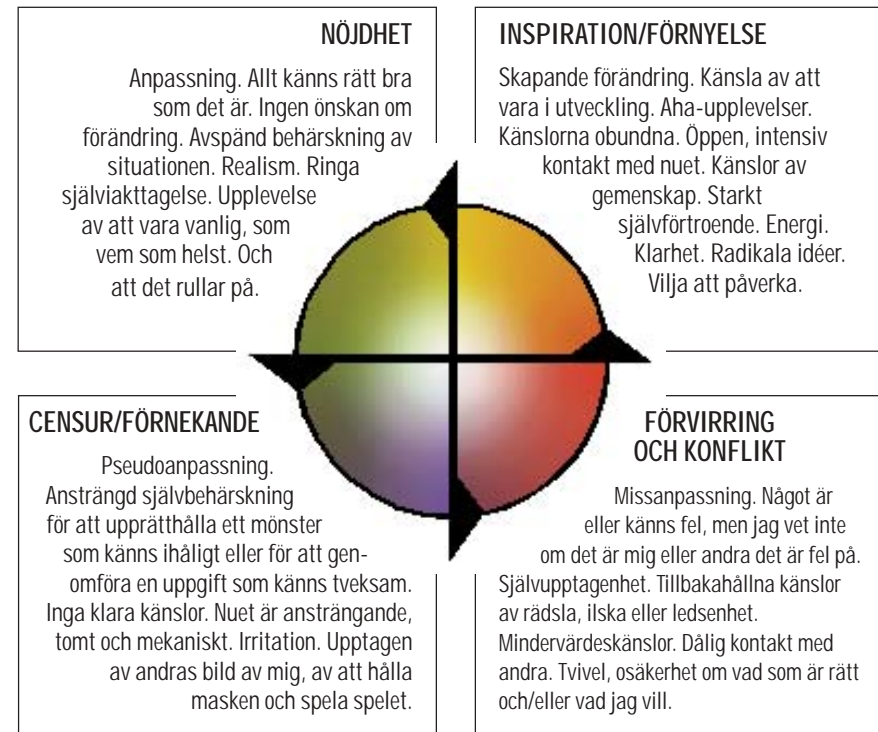 NÖJDHET
Anpassning. Allt känns rätt bra
som det är. Ingen önskan om
förändring. Avspänd behärskning av
situationen. Realism. Ringa
själviakttagelse. Upplevelse
av att vara vanlig, som
vem som helst. Och
att det rullar på.
INSPIRATION/FÖRNYELSE
Skapande förändring. Känsla av att
vara i utveckling. Aha-upplevelser.
Känslorna obundna. Öppen, intensiv
kontakt med nuet. Känslor av
gemenskap. Starkt
självförtroende. Energi.
Klarhet. Radikala idéer.
Vilja att påverka.
CENSUR/FÖRNEKANDE
Pseudoanpassning.
Ansträngd självbehärskning
för att upprätthålla ett mönster
som känns ihåligt eller för att gen-
omföra en uppgift som känns tveksam.
Inga klara känslor. Nuet är ansträngande,
tomt och mekaniskt. Irritation. Upptagen
av andras bild av mig, av att hålla
masken och spela spelet.
FÖRVIRRING
OCH KONFLIKT
Missanpassning. Något är
eller känns fel, men jag vet inte
om det är mig eller andra det är fel på.
Självupptagenhet. Tillbakahållna känslor
av rädsla, ilska eller ledsenhet.
Mindervärdeskänslor. Dålig kontakt med
andra. Tvivel, osäkerhet om vad som är rätt
och/eller vad jag vill.